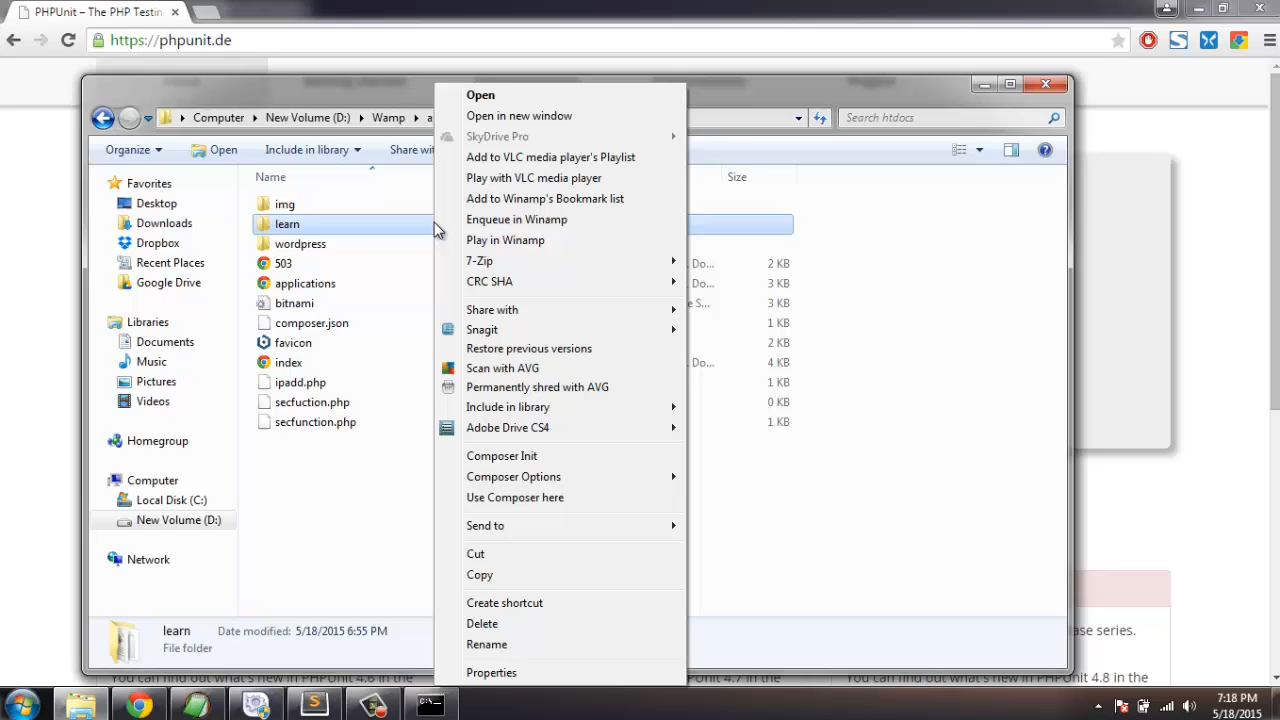 PHPUnit – The PHP Testin
https://phpunit.de
Computer
New Volume (D:)
Wamp
a
Search htdocs
Organize
Open
Include in library
Share wit
Name
Size
Favorites
Desktop
Downloads
Dropbox
Recent Places
Google Drive
Libraries
Documents
Music
Pictures
Videos
Homegroup
Computer
Local Disk (C:)
New Volume (D:)
Network
img
learn
wordpress
503
applications
bitnami
composer.json
favicon
index
ipadd.php
secfuction.php
secfunction.php
Open
Open in new window
SkyDrive Pro
Add to VLC media player's Playlist
Play with VLC media player
Add to Winamp's Bookmark list
Enqueue in Winamp
Play in Winamp
7-Zip
CRC SHA
Share with
Snagit
Restore previous versions
Scan with AVG
Permanently shred with AVG
Include in library
Adobe Drive CS4
Composer Init
Composer Options
Use Composer here
Send to
Cut
Copy
Create shortcut
Delete
Rename
Properties
Do... 2 KB
Do... 3 KB
e S... 3 KB
1 KB
2 KB
Do... 4 KB
1 KB
0 KB
1 KB
learn Date modified: 5/18/2015 6:55 PM
File folder
ase series.
You can find out what's new in PHPUnit 4.6 in the
You can find out what's new in PHPUnit 4.7 in the
You can find out what's new in PHPUnit 4.8 in the
7:18 PM
5/18/2015